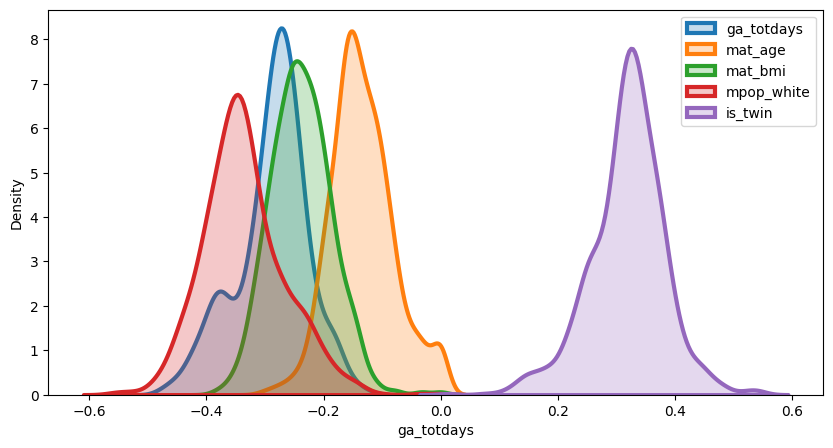 ga_totdays
mat_age
mat_bmi
mpop_white
is_twin
Density
8
7
6
5
4
3
2
1
0
−0.6 −0.4 −0.2 0.0 0.2 0.4 0.6
ga_totdays